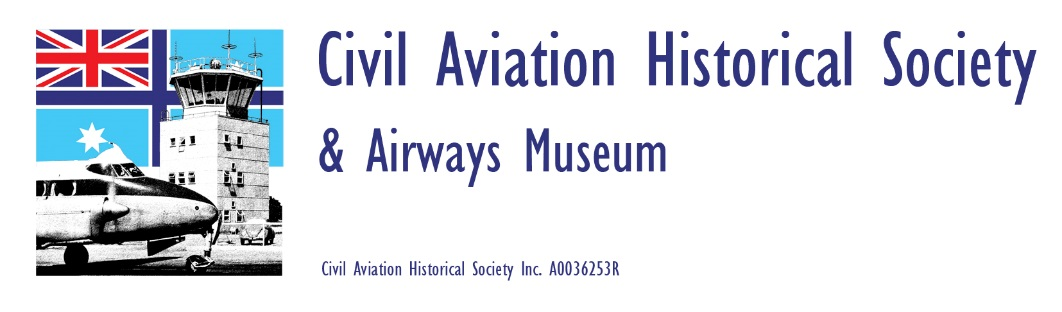 Civil Aviation Historical Society
& Airways Museum
Civil Aviation Historical Society Inc. A0036253R